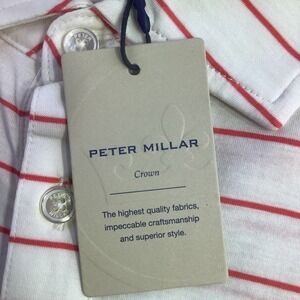 PETER MILLAR
Crown
The highest quality fabrics,
impeccable craftsmanship
and superior style.